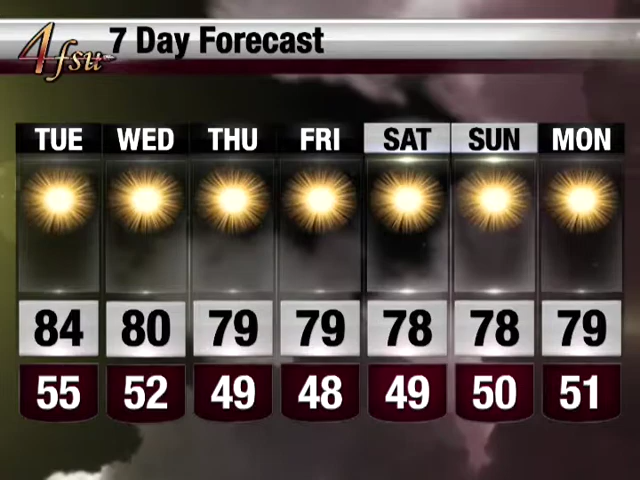 4fsu 7 Day Forecast
TUE WED THU FRI SAT SUN MON
84 80 79 79 78 78 79
55 52 49 48 49 50 51